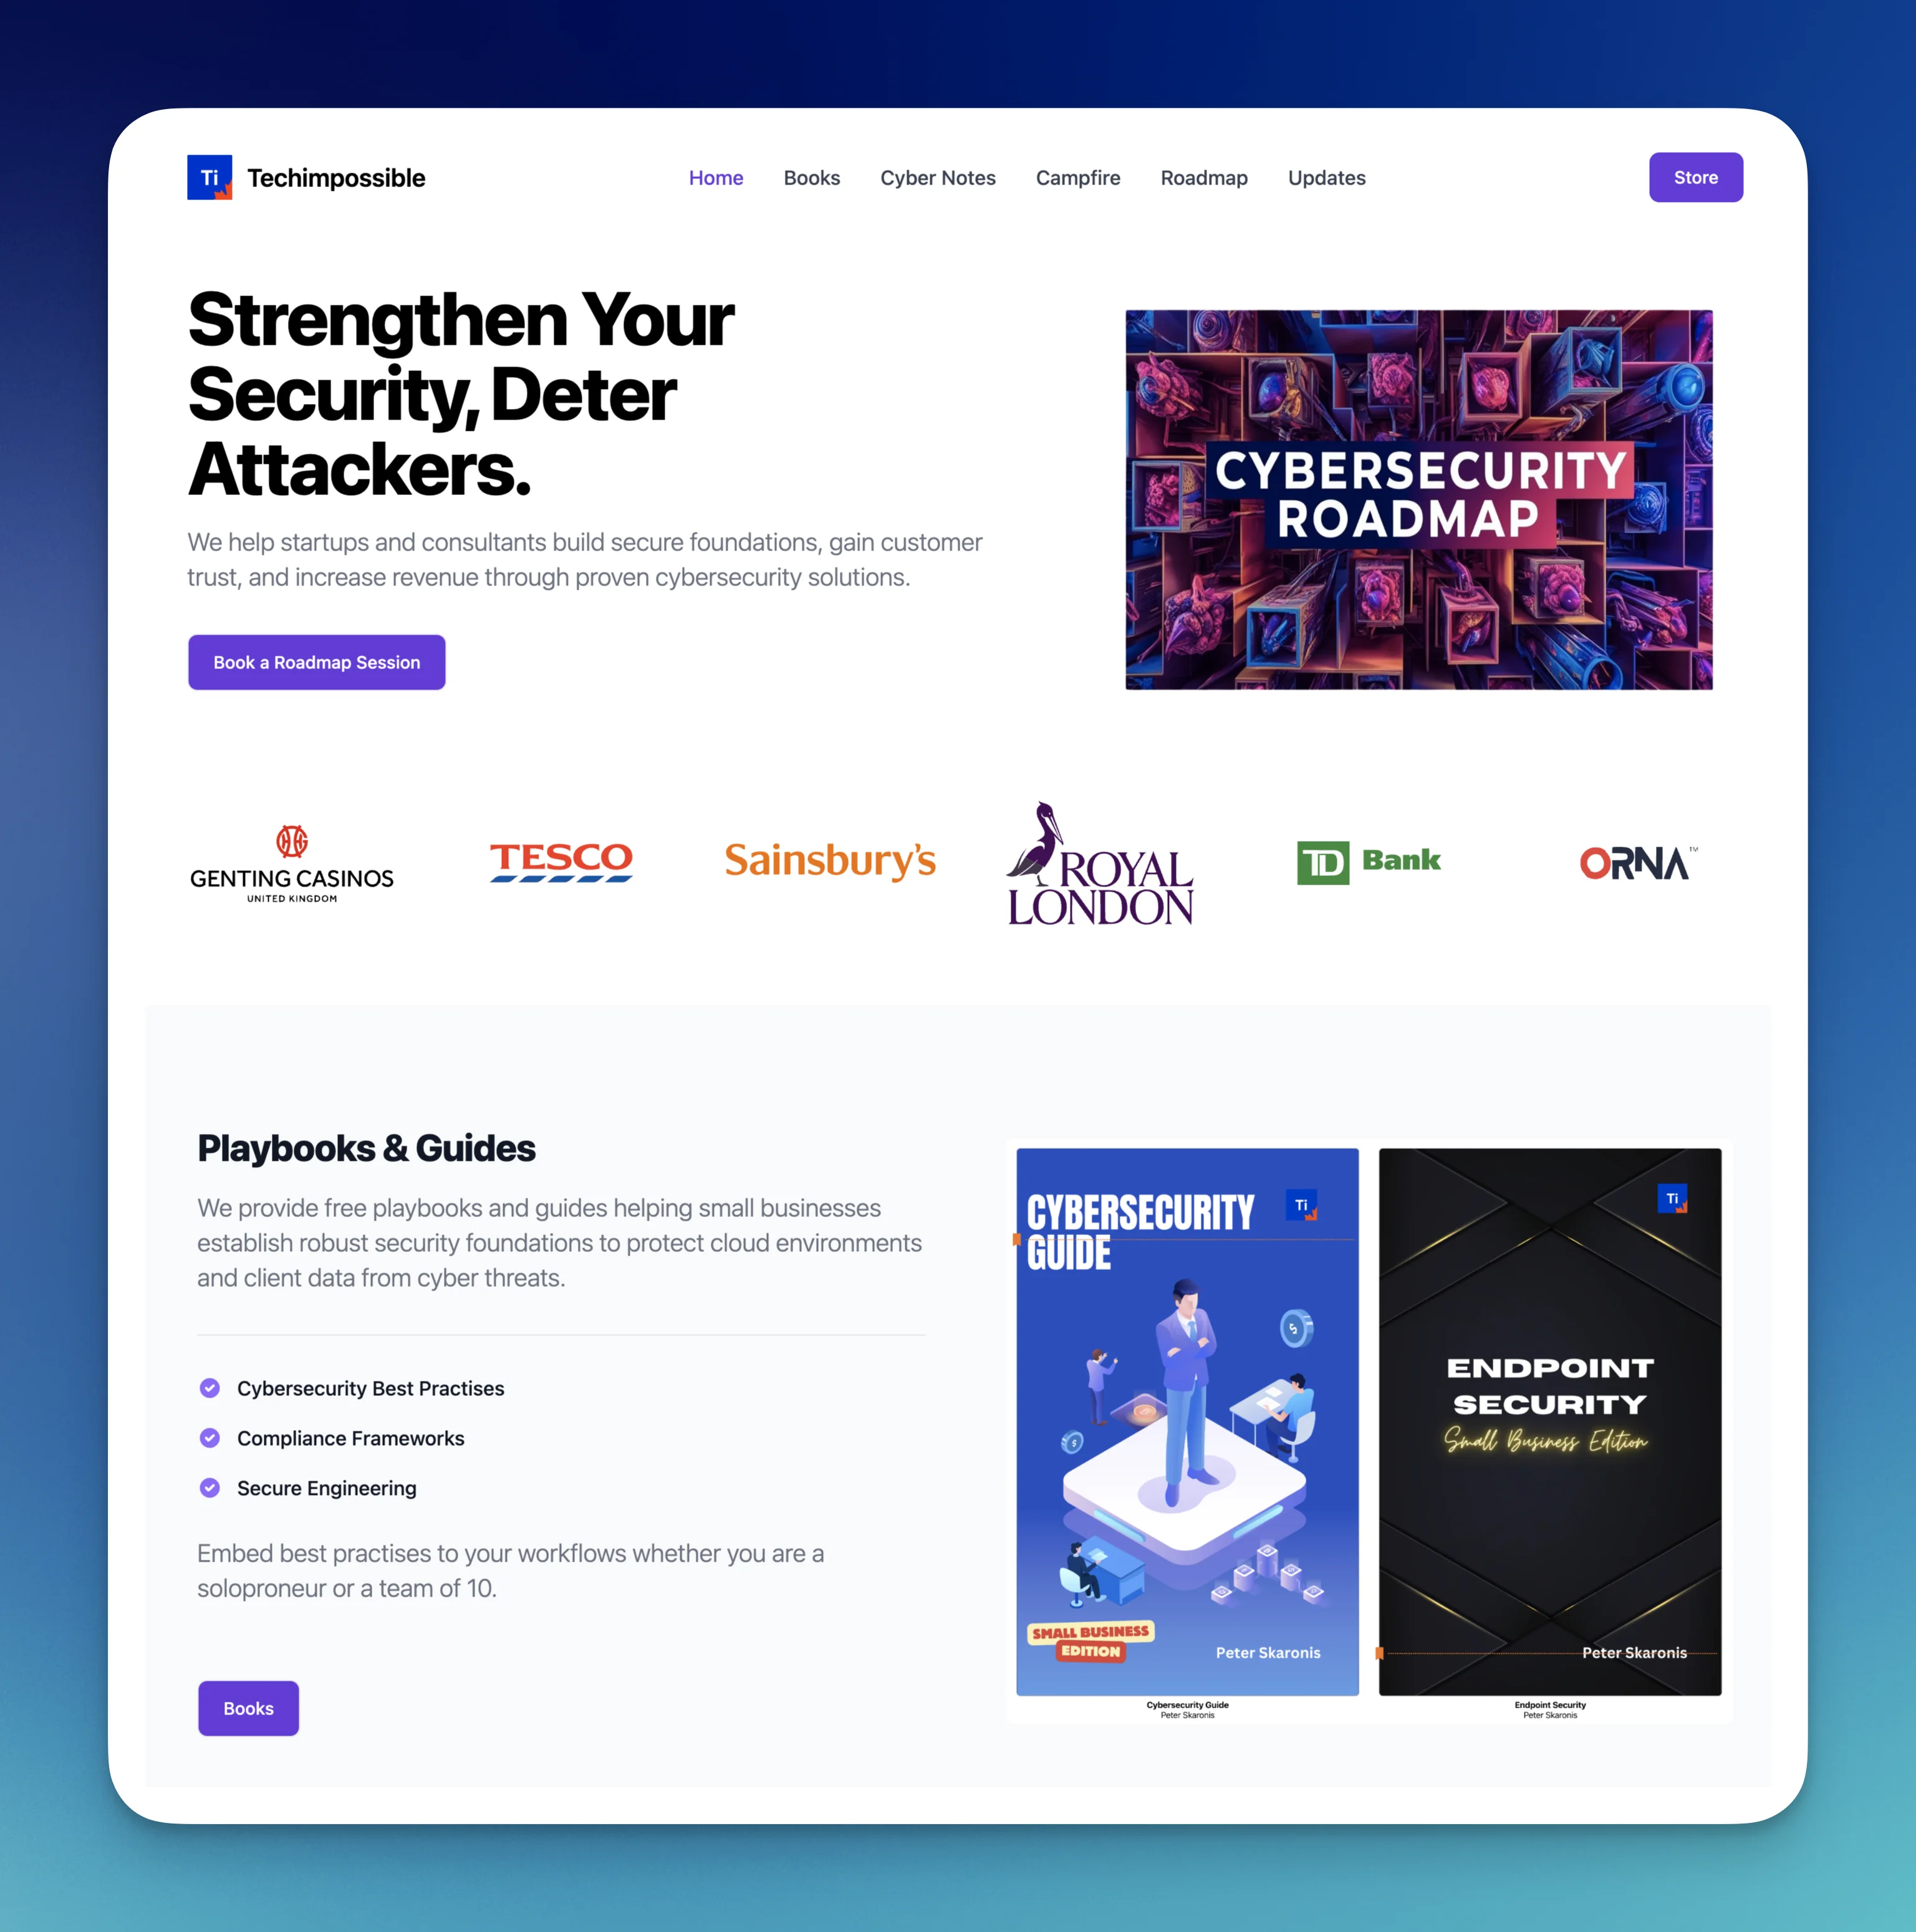 Ti
Techimpossible
Home
Books
Cyber Notes
Campfire
Roadmap
Updates
Store
Strengthen Your
Security, Deter
Attackers.
We help startups and consultants build secure foundations, gain customer
trust, and increase revenue through proven cybersecurity solutions.
Book a Roadmap Session
CYBERSECURITY
ROADMAP
GENTING CASINOS
UNITED KINGDOM
TESCO
Sainsbury's
ROYAL
LONDON
TD Bank
ORNA™
Playbooks & Guides
We provide free playbooks and guides helping small businesses
establish robust security foundations to protect cloud environments
and client data from cyber threats.
Cybersecurity Best Practises
Compliance Frameworks
Secure Engineering
Embed best practises to your workflows whether you are a
soloproneur or a team of 10.
Books
CYBERSECURITY
GUIDE
Ti
SMALL BUSINESS
EDITION
Peter Skaronis
Cybersecurity Guide
Peter Skaronis
Ti
ENDPOINT
SECURITY
Small Business Edition
Peter Skaronis
Endpoint Security
Peter Skaronis